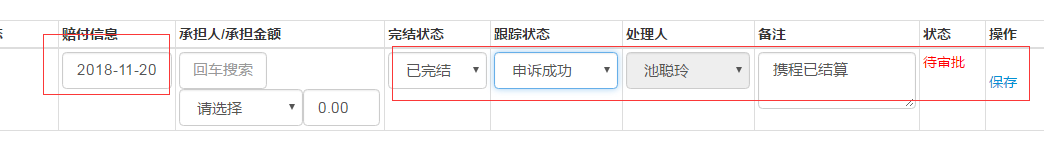 赔付信息 承担人/承担金额 完结状态 跟踪状态 处理人 备注 状态 操作
2018-11-20 回车搜索 已完结 申诉成功 池聪玲 携程已结算 待审批
保存
请选择 0.00